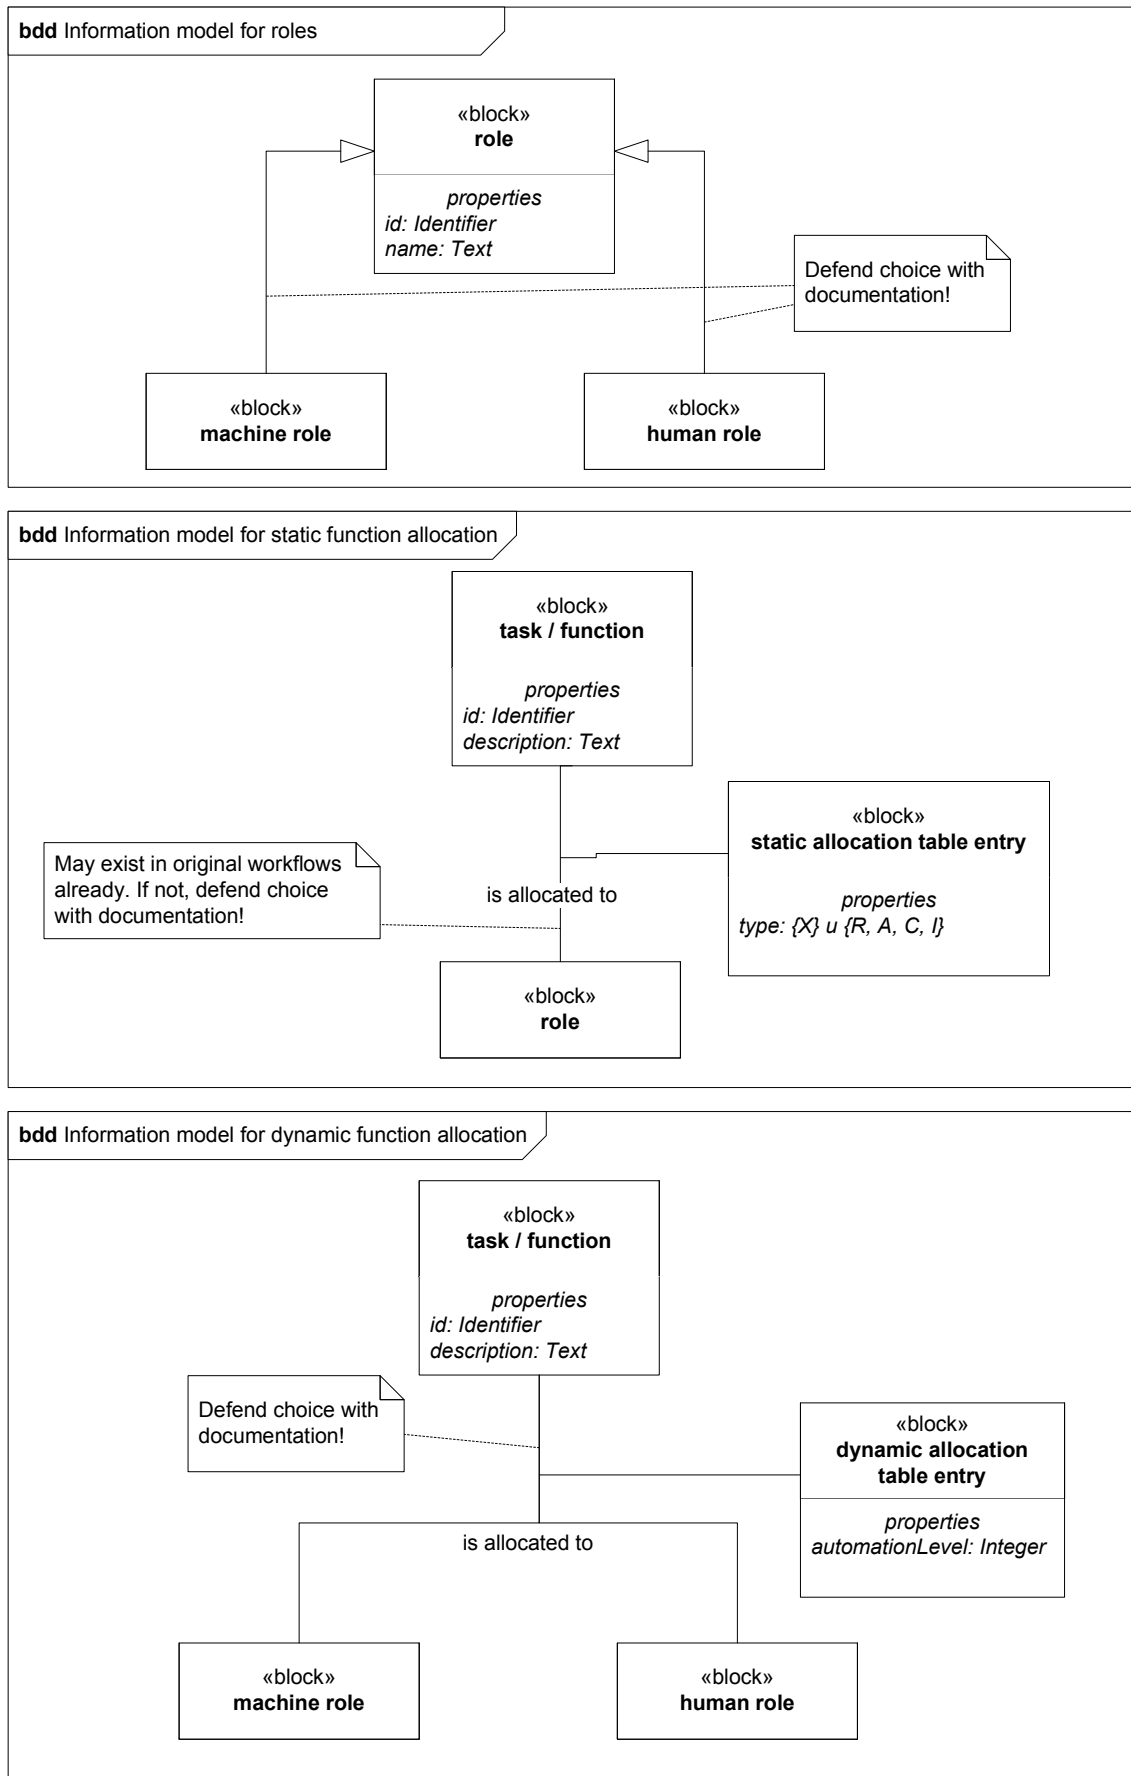 bdd Information model for roles
«block»
role
properties
id: Identifier
name: Text
Defend choice with
documentation!
«block»
machine role
«block»
human role
bdd Information model for static function allocation
«block»
task / function
properties
id: Identifier
description: Text
«block»
static allocation table entry
properties
type: {X} u {R, A, C, I}
May exist in original workflows
already. If not, defend choice
with documentation!
is allocated to
«block»
role
bdd Information model for dynamic function allocation
«block»
task / function
properties
id: Identifier
description: Text
Defend choice with
documentation!
«block»
dynamic allocation
table entry
properties
automationLevel: Integer
is allocated to
«block»
machine role
«block»
human role